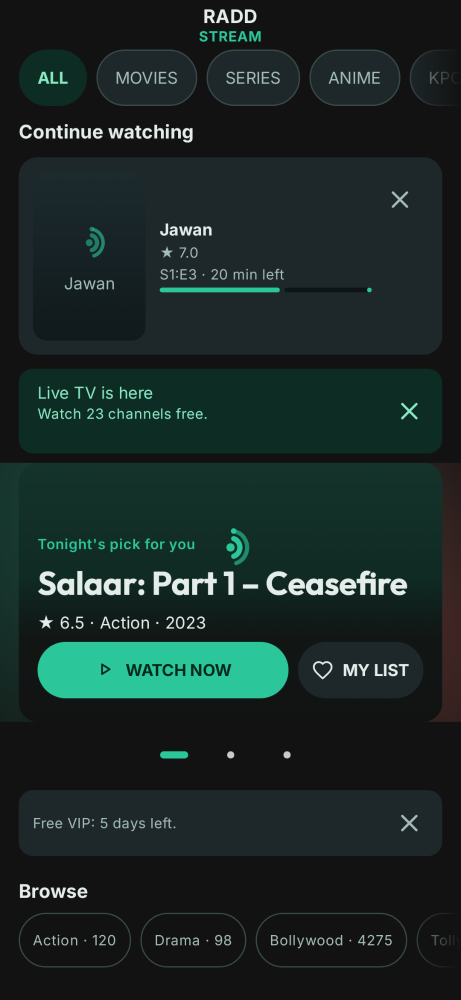 RADD
STREAM
ALL
MOVIES
SERIES
ANIME
Continue watching
Jawan
Jawan
★ 7.0
S1:E3 · 20 min left
Live TV is here
Watch 23 channels free.
Tonight's pick for you
Salaar: Part 1 – Ceasefire
★ 6.5 · Action · 2023
WATCH NOW
MY LIST
Free VIP: 5 days left.
Browse
Action · 120
Drama · 98
Bollywood · 4275